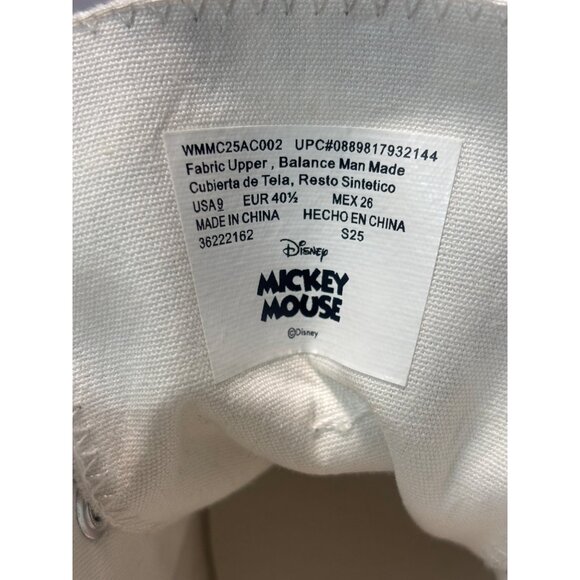 WMMC25AC002 UPC#0889817932144
Fabric Upper , Balance Man Made
Cubierta de Tela, Resto Sintetico
USA 9 EUR 40½ MEX 26
MADE IN CHINA HECHO EN CHINA
36222162 S25
Disney
MICKEY
MOUSE
©Disney